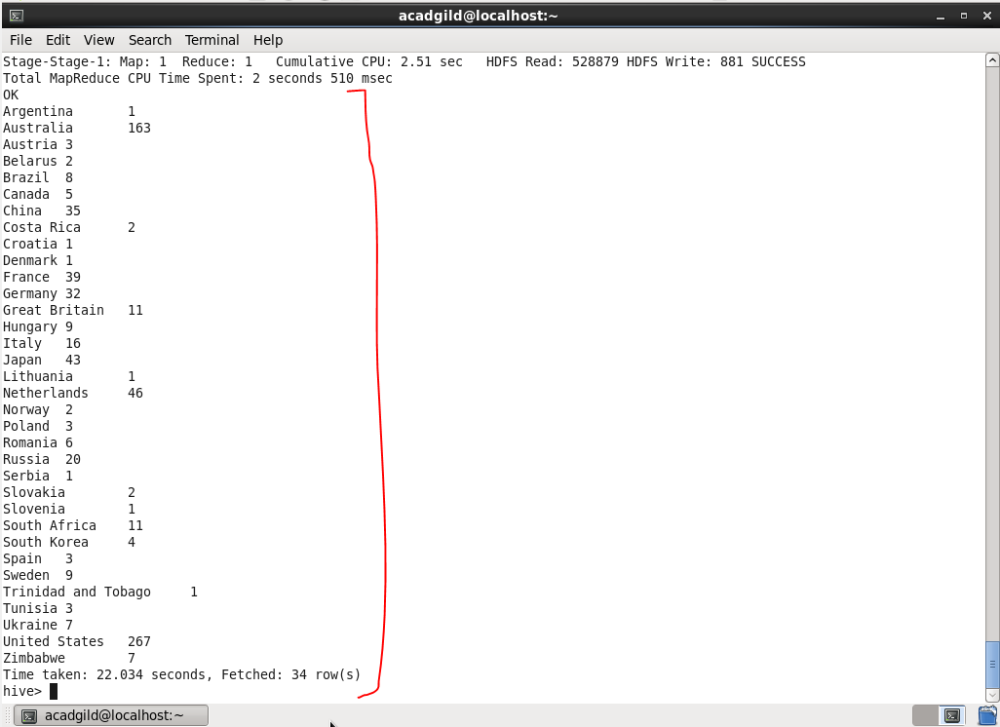 acadgild@localhost:~
File Edit View Search Terminal Help
Stage-Stage-1: Map: 1  Reduce: 1   Cumulative CPU: 2.51 sec   HDFS Read: 528879 HDFS Write: 881 SUCCESS
Total MapReduce CPU Time Spent: 2 seconds 510 msec
OK
Argentina       1
Australia       163
Austria 3
Belarus 2
Brazil  8
Canada  5
China   35
Costa Rica      2
Croatia 1
Denmark 1
France  39
Germany 32
Great Britain   11
Hungary 9
Italy   16
Japan   43
Lithuania       1
Netherlands     46
Norway  2
Poland  3
Romania 6
Russia  20
Serbia  1
Slovakia        2
Slovenia        1
South Africa    11
South Korea     4
Spain   3
Sweden  9
Trinidad and Tobago     1
Tunisia 3
Ukraine 7
United States   267
Zimbabwe        7
Time taken: 22.034 seconds, Fetched: 34 row(s)
hive>
acadgild@localhost:~